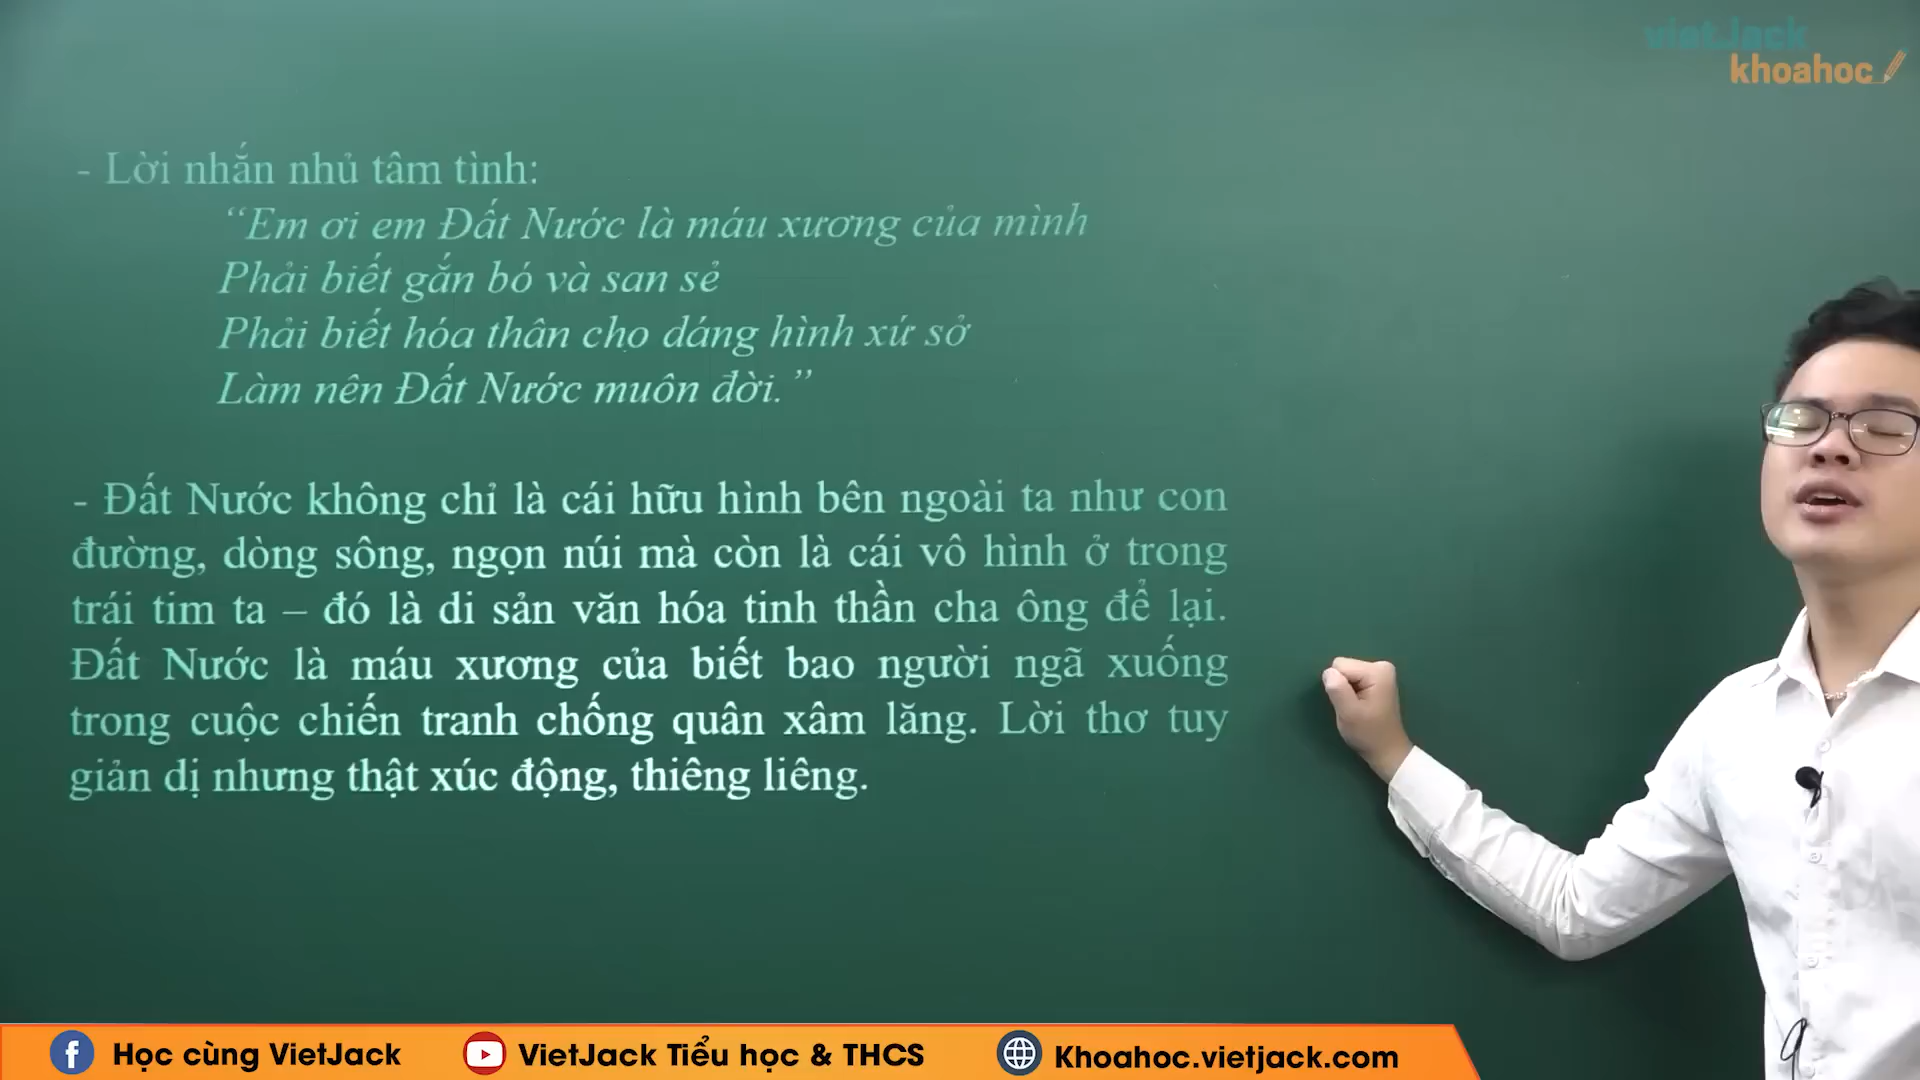 vietJack
khoahoc
- Lời nhắn nhủ tâm tình:
“Em ơi em Đất Nước là máu xương của mình
Phải biết gắn bó và san sẻ
Phải biết hóa thân cho dáng hình xứ sở
Làm nên Đất Nước muôn đời.”
- Đất Nước không chỉ là cái hữu hình bên ngoài ta như con
đường, dòng sông, ngọn núi mà còn là cái vô hình ở trong
trái tim ta – đó là di sản văn hóa tinh thần cha ông để lại.
Đất Nước là máu xương của biết bao người ngã xuống
trong cuộc chiến tranh chống quân xâm lăng. Lời thơ tuy
giản dị nhưng thật xúc động, thiêng liêng.
Học cùng VietJack
VietJack Tiểu học & THCS
Khoahoc.vietjack.com